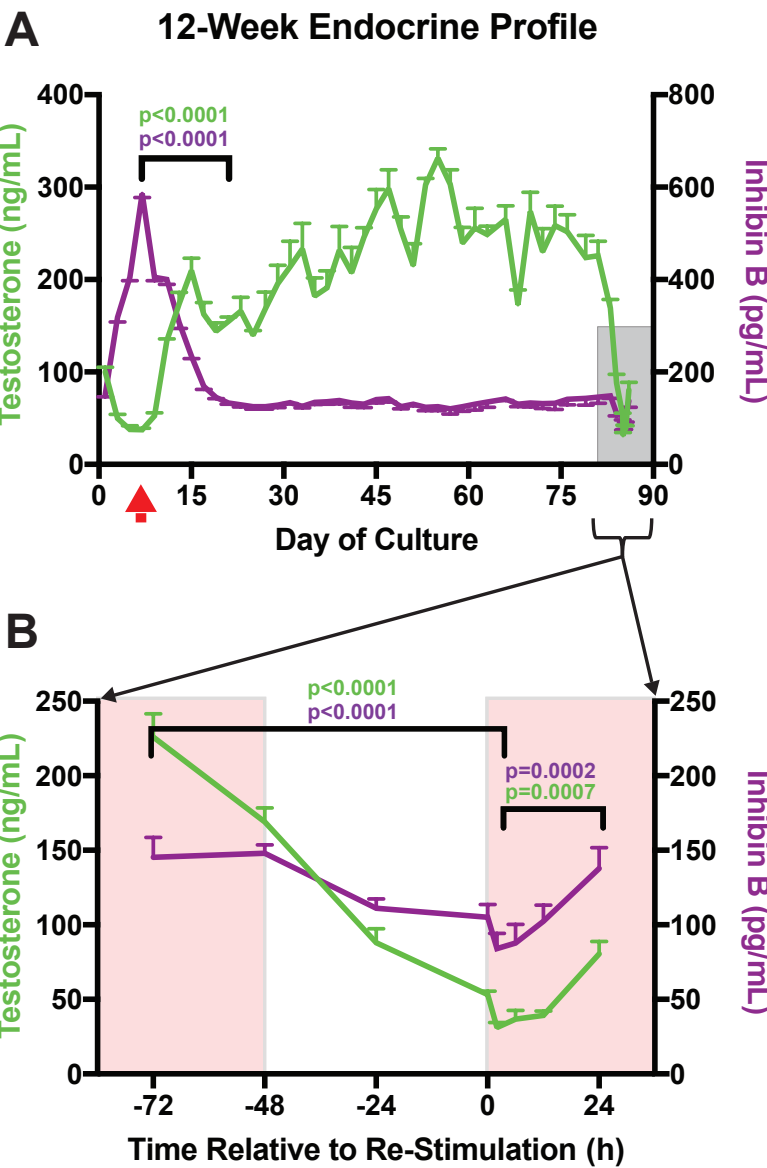 A
12-Week Endocrine Profile
Testosterone (ng/mL)
Inhibin B (pg/mL)
400
300
200
100
0
800
600
400
200
0
p<0.0001
p<0.0001
0 15 30 45 60 75 90
Day of Culture
B
Testosterone (ng/mL)
Inhibin B (pg/mL)
250
200
150
100
50
0
250
200
150
100
50
0
p<0.0001
p<0.0001
p=0.0002
p=0.0007
-72 -48 -24 0 24
Time Relative to Re-Stimulation (h)